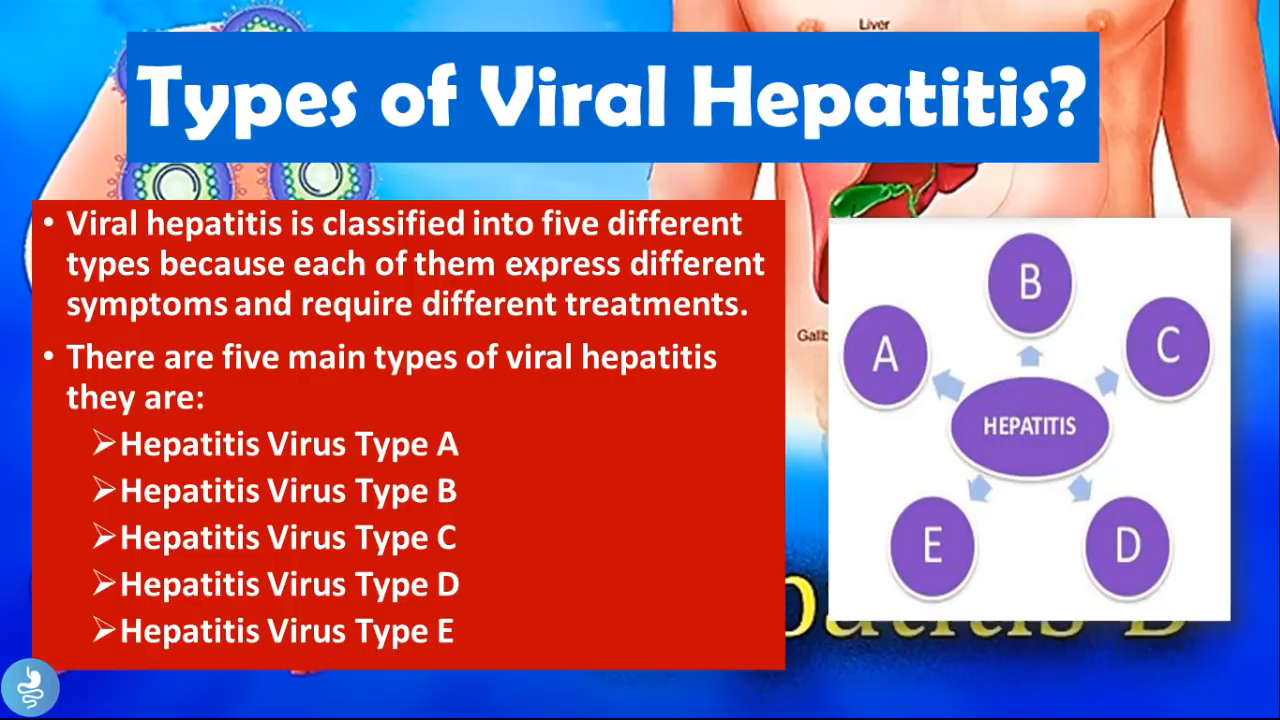 Liver
Types of Viral Hepatitis?
• Viral hepatitis is classified into five different
types because each of them express different
symptoms and require different treatments.
• There are five main types of viral hepatitis
they are:
➢Hepatitis Virus Type A
➢Hepatitis Virus Type B
➢Hepatitis Virus Type C
➢Hepatitis Virus Type D
➢Hepatitis Virus Type E
B
A
C
HEPATITIS
E
D